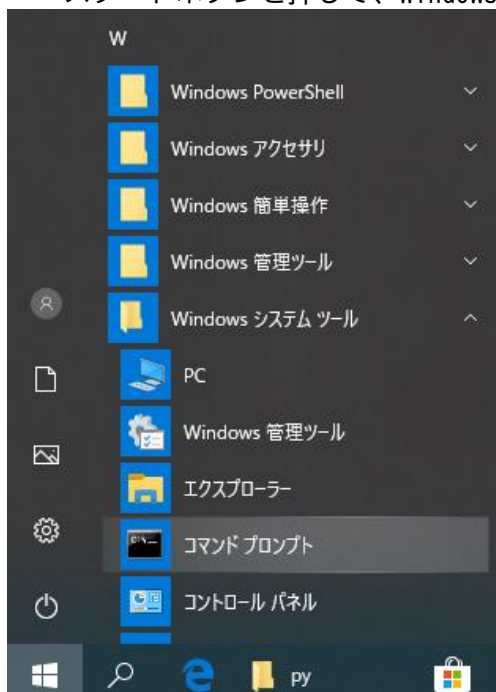 Windows
W
Windows PowerShell
Windows アクセサリ
Windows 簡単操作
Windows 管理ツール
Windows システム ツール
PC
Windows 管理ツール
エクスプローラー
コマンド プロンプト
コントロール パネル
py